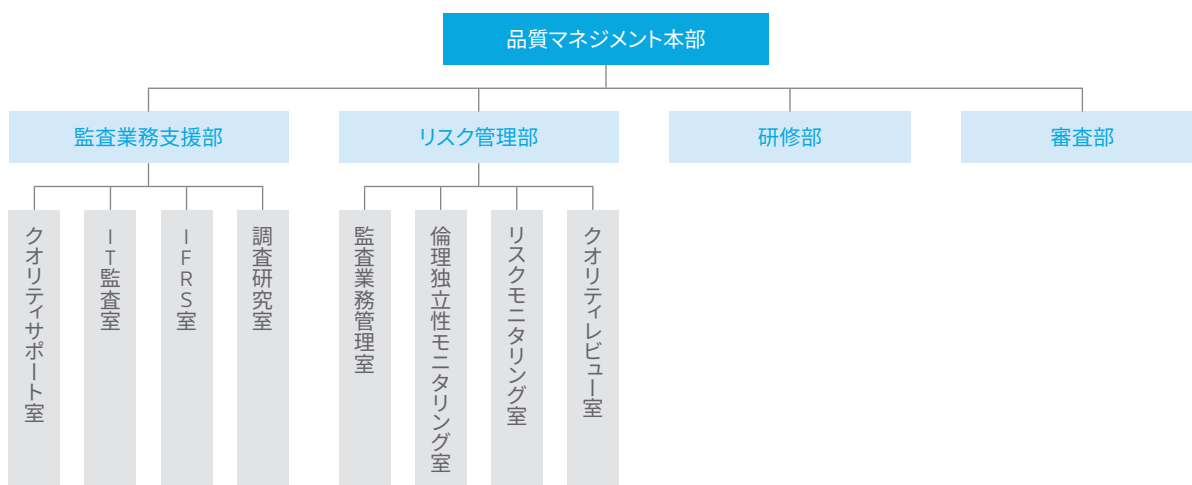 品質マネジメント本部
監査業務支援部
リスク管理部
研修部
審査部
クオリティサポート室
IT監査室
IFRS室
調査研究室
監査業務管理室
倫理独立性モニタリング室
リスクモニタリング室
クオリティレビュー室